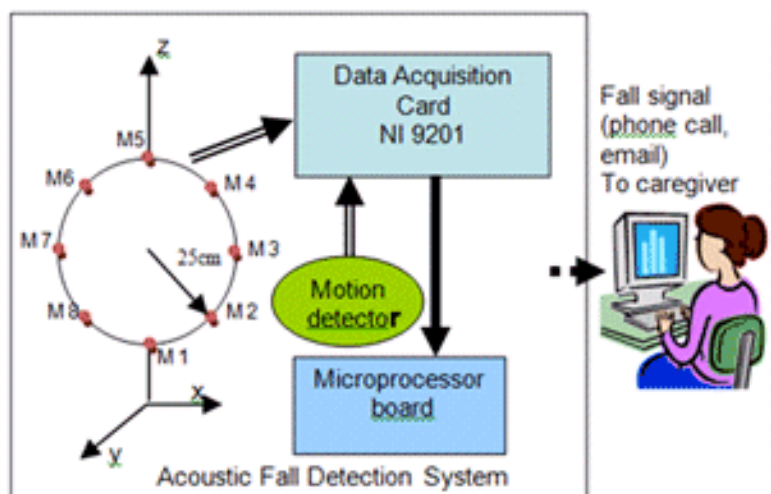 z
M5
M6
M4
M7
M3
25cm
M8
M2
M1
x
y
Data Acquisition
Card
NI 9201
Motion
detector
Microprocessor
board
Acoustic Fall Detection System
Fall signal
(phone call,
email)
To caregiver